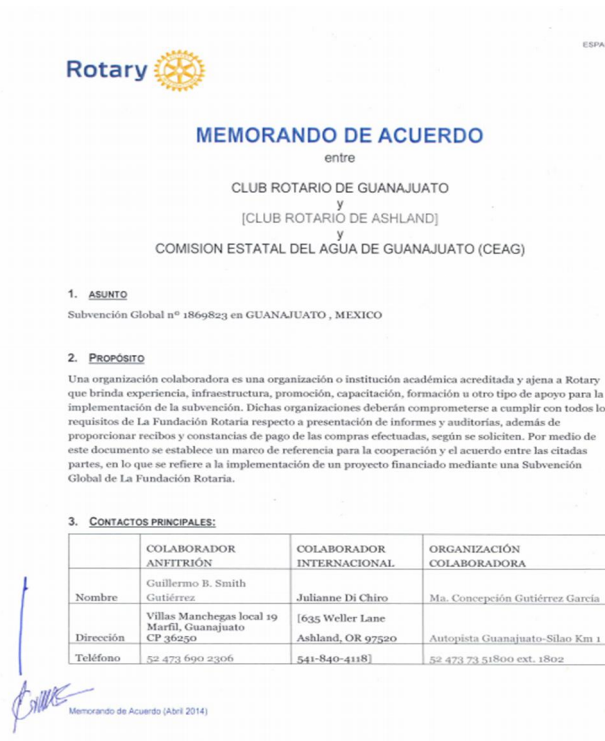 ESPA
Rotary
MEMORANDO DE ACUERDO
entre
CLUB ROTARIO DE GUANAJUATO
y
[CLUB ROTARIO DE ASHLAND]
y
COMISION ESTATAL DEL AGUA DE GUANAJUATO (CEAG)
1. ASUNTO
Subvención Global nº 1869823 en GUANAJUATO , MEXICO
2. PROPÓSITO
Una organización colaboradora es una organización o institución académica acreditada y ajena a Rotary
que brinda experiencia, infraestructura, promoción, capacitación, formación u otro tipo de apoyo para la
implementación de la subvención. Dichas organizaciones deberán comprometerse a cumplir con todos lo
requisitos de La Fundación Rotaria respecto a presentación de informes y auditorías, además de
proporcionar recibos y constancias de pago de las compras efectuadas, según se soliciten. Por medio de
este documento se establece un marco de referencia para la cooperación y el acuerdo entre las citadas
partes, en lo que se refiere a la implementación de un proyecto financiado mediante una Subvención
Global de La Fundación Rotaria.
3. CONTACTOS PRINCIPALES:
COLABORADOR ANFITRIÓN COLABORADOR INTERNACIONAL ORGANIZACIÓN COLABORADORA
Nombre Guillermo B. Smith Gutiérrez Julianne Di Chiro Ma. Concepción Gutiérrez García
Dirección Villas Manchegas local 19 Marfil, Guanajuato CP 36250 [635 Weller Lane Ashland, OR 97520 Autopista Guanajuato-Silao Km 1
Teléfono 52 473 690 2306 541-840-4118] 52 473 73 51800 ext. 1802
Memorando de Acuerdo (Abril 2014)